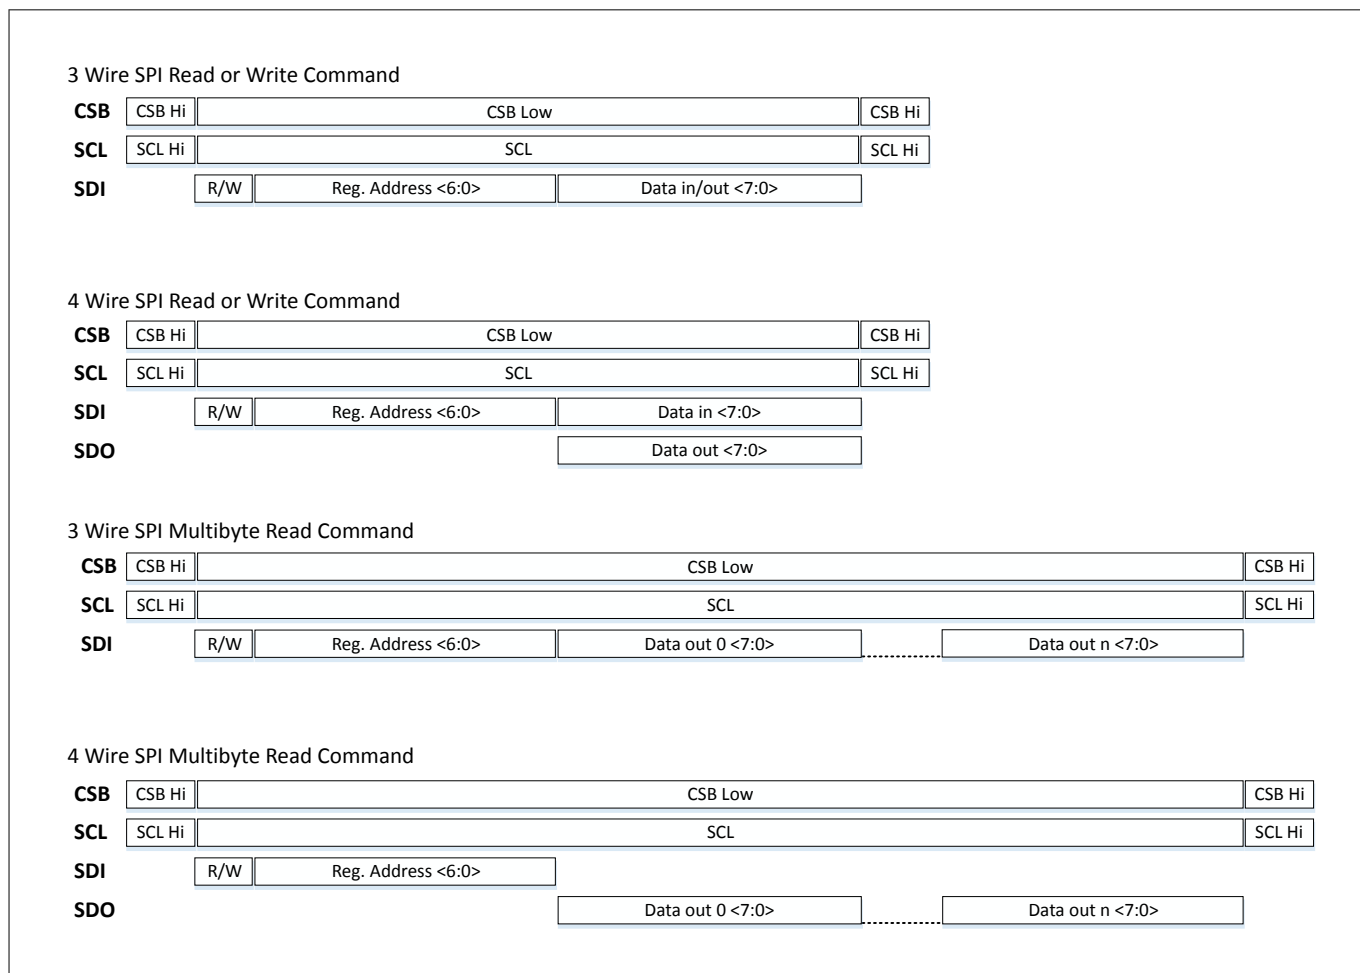 3 Wire SPI Read or Write Command
CSB CSB Hi CSB Low CSB Hi
SCL SCL Hi SCL SCL Hi
SDI R/W Reg. Address <6:0> Data in/out <7:0>
4 Wire SPI Read or Write Command
CSB CSB Hi CSB Low CSB Hi
SCL SCL Hi SCL SCL Hi
SDI R/W Reg. Address <6:0> Data in <7:0>
SDO Data out <7:0>
3 Wire SPI Multibyte Read Command
CSB CSB Hi CSB Low CSB Hi
SCL SCL Hi SCL SCL Hi
SDI R/W Reg. Address <6:0> Data out 0 <7:0> Data out n <7:0>
4 Wire SPI Multibyte Read Command
CSB CSB Hi CSB Low CSB Hi
SCL SCL Hi SCL SCL Hi
SDI R/W Reg. Address <6:0>
SDO Data out 0 <7:0> Data out n <7:0>